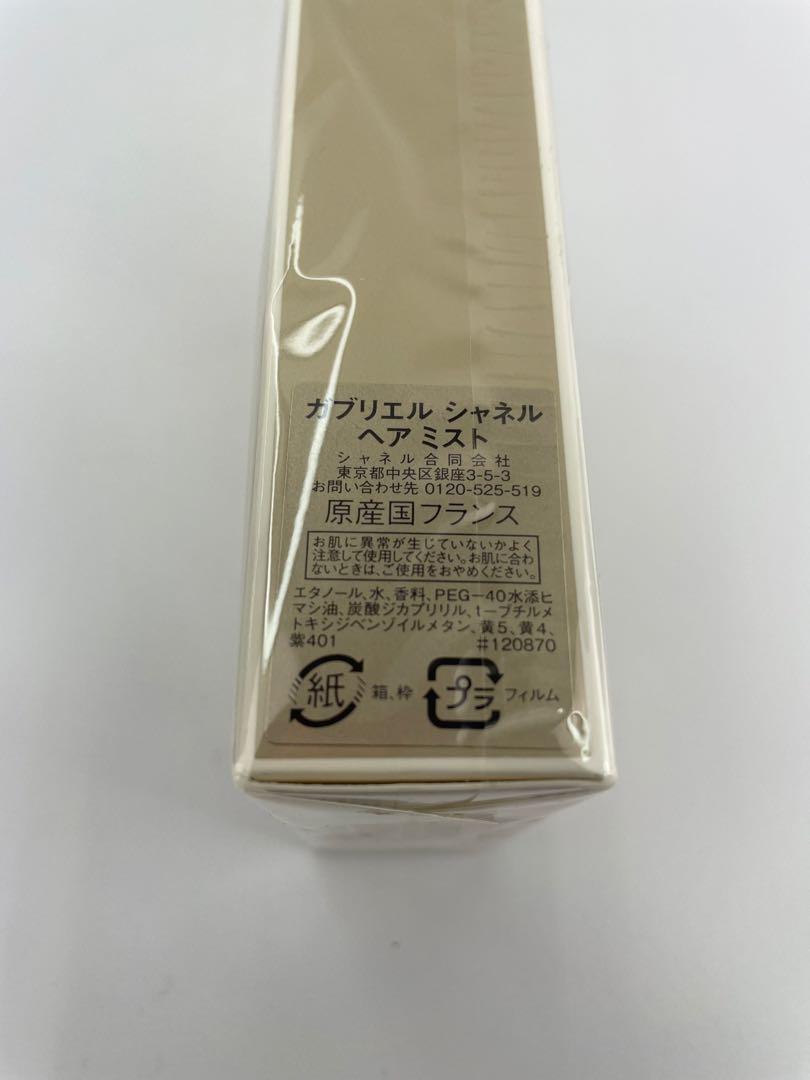 ガブリエル シャネル
ヘア ミスト
シャネル合同会社
東京都中央区銀座3-5-3
お問い合わせ先 0120-525-519
原産国フランス
お肌に異常が生じていないかよく
注意して使用してください。お肌に合わ
ないときは、ご使用をおやめください。
エタノール、水、香料、PEG-40水添ヒ
マシ油、炭酸ジカプリリル、t-ブチルメ
トキシジベンゾイルメタン、黄5、黄4、
紫401 #120870
紙 箱、枠 プラ フィルム